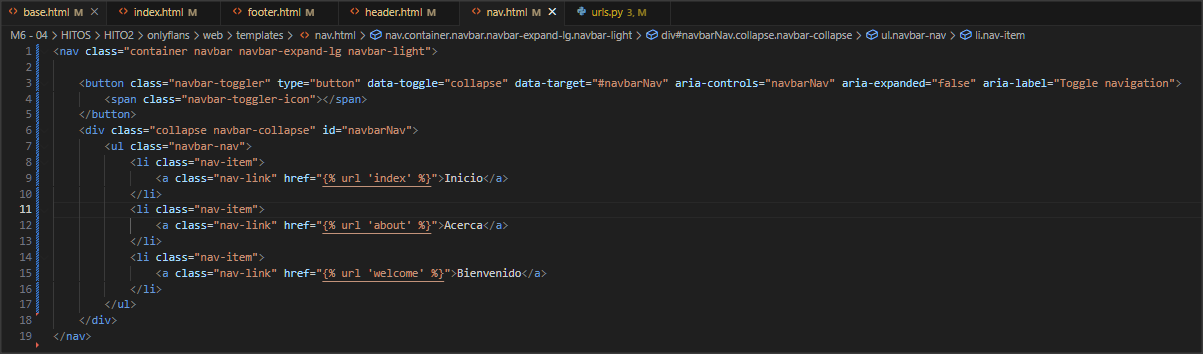 base.html M index.html M footer.html M header.html M nav.html M urls.py 3, M
M6 - 04 > HITOS > HITO2 > onlyflans > web > templates > nav.html > nav.container.navbar.navbar-expand-lg.navbar-light > div#navbarNav.collapse.navbar-collapse > ul.navbar-nav > li.nav-item
1 <nav class="container navbar navbar-expand-lg navbar-light">
2
3 <button class="navbar-toggler" type="button" data-toggle="collapse" data-target="#navbarNav" aria-controls="navbarNav" aria-expanded="false" aria-label="Toggle navigation">
4 <span class="navbar-toggler-icon"></span>
5 </button>
6 <div class="collapse navbar-collapse" id="navbarNav">
7 <ul class="navbar-nav">
8 <li class="nav-item">
9 <a class="nav-link" href="{% url 'index' %}">Inicio</a>
10 </li>
11 <li class="nav-item">
12 <a class="nav-link" href="{% url 'about' %}">Acerca</a>
13 </li>
14 <li class="nav-item">
15 <a class="nav-link" href="{% url 'welcome' %}">Bienvenido</a>
16 </li>
17 </ul>
18 </div>
19 </nav>